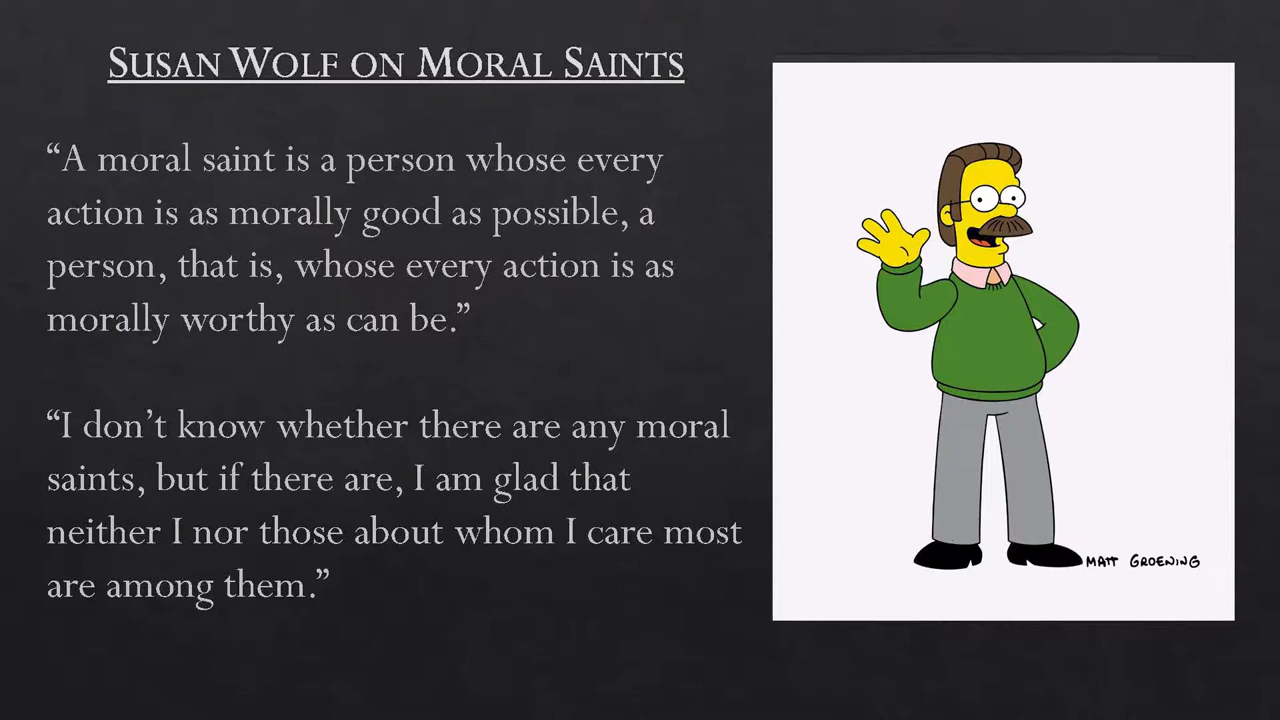 SUSAN WOLF ON MORAL SAINTS
“A moral saint is a person whose every
action is as morally good as possible, a
person, that is, whose every action is as
morally worthy as can be.”
“I don’t know whether there are any moral
saints, but if there are, I am glad that
neither I nor those about whom I care most
are among them.”
MATT GROENING